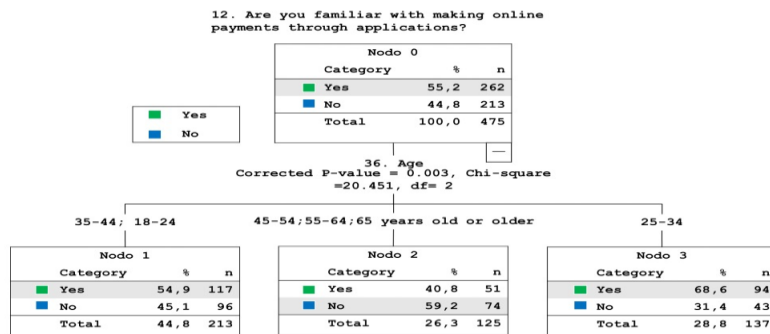 12. Are you familiar with making online
payments through applications?
Nodo 0
Category % n
Yes 55,2 262
No 44,8 213
Total 100,0 475
Yes
No
36. Age
Corrected P-value = 0.003, Chi-square
=20.451, df= 2
35-44; 18-24
45-54;55-64;65 years old or older
25-34
Nodo 1
Category % n
Yes 54,9 117
No 45,1 96
Total 44,8 213
Nodo 2
Category % n
Yes 40,8 51
No 59,2 74
Total 26,3 125
Nodo 3
Category % n
Yes 68,6 94
No 31,4 43
Total 28,8 137